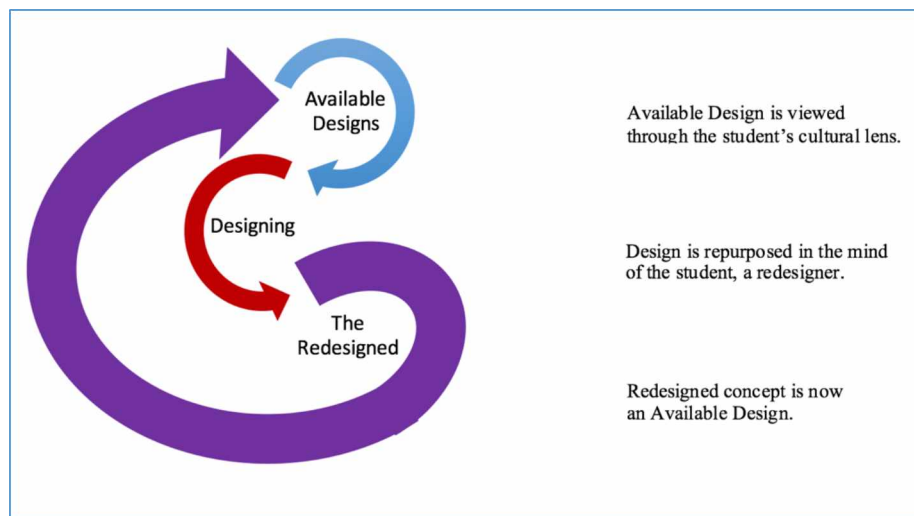 Available
Designs
Available Design is viewed
through the student's cultural lens.
Designing
Design is repurposed in the mind
of the student, a redesigner.
The
Redesigned
Redesigned concept is now
an Available Design.